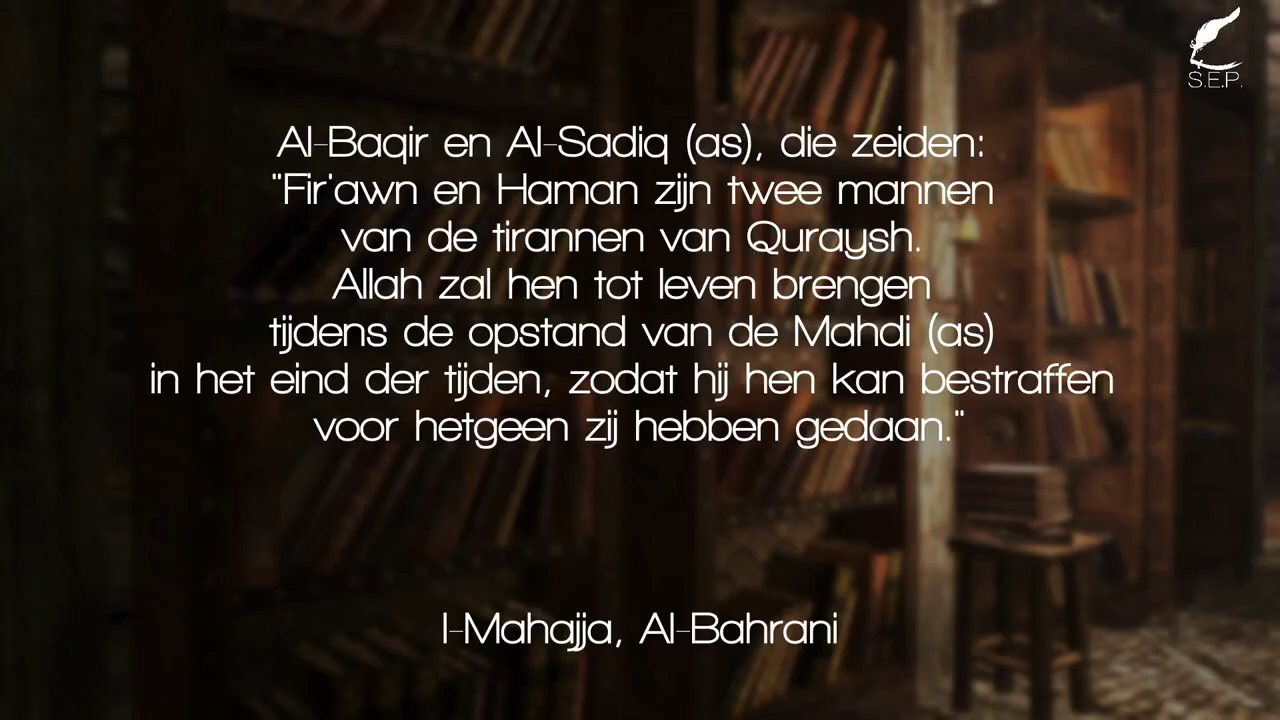 S.E.P.
Al-Baqir en Al-Sadiq (as), die zeiden:
"Fir'awn en Haman zijn twee mannen
van de tirannen van Quraysh.
Allah zal hen tot leven brengen
tijdens de opstand van de Mahdi (as)
in het eind der tijden, zodat hij hen kan bestraffen
voor hetgeen zij hebben gedaan."
l-Mahajja, Al-Bahrani